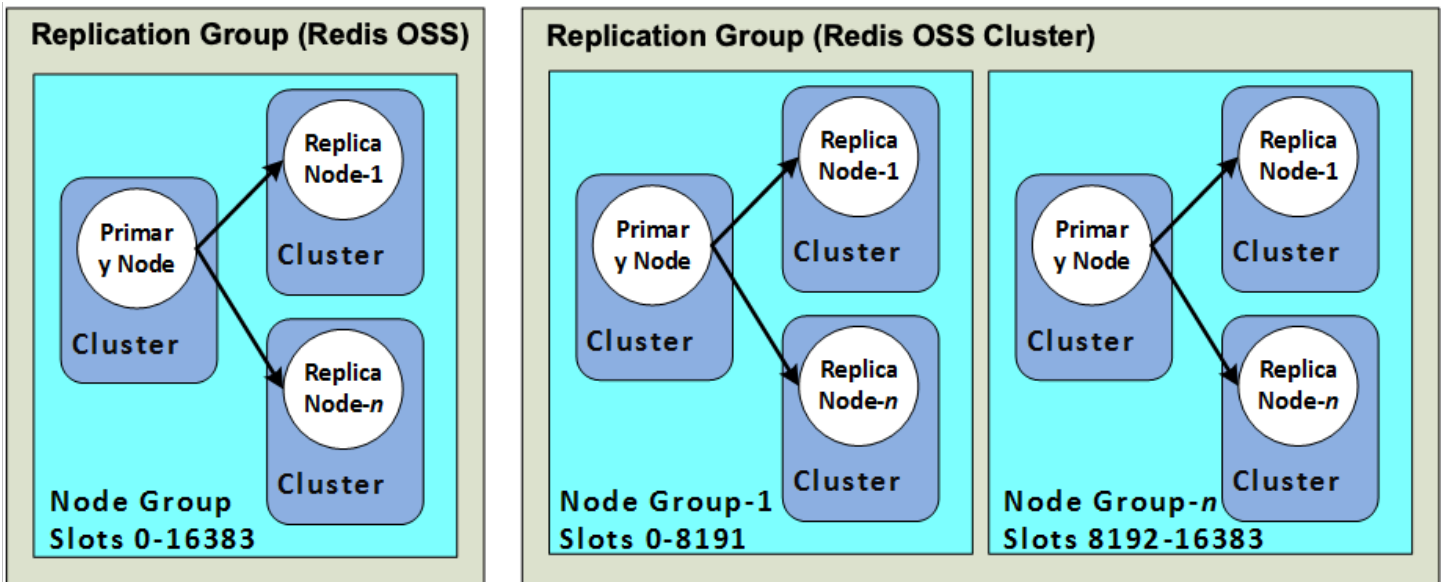 Replication Group (Redis OSS)
Replica
Node-1
Cluster
Primar
y Node
Cluster
Replica
Node-n
Cluster
Node Group
Slots 0-16383
Replication Group (Redis OSS Cluster)
Replica
Node-1
Cluster
Primar
y Node
Cluster
Replica
Node-n
Cluster
Node Group-1
Slots 0-8191
Replica
Node-1
Cluster
Primar
y Node
Cluster
Replica
Node-n
Cluster
Node Group-n
Slots 8192-16383